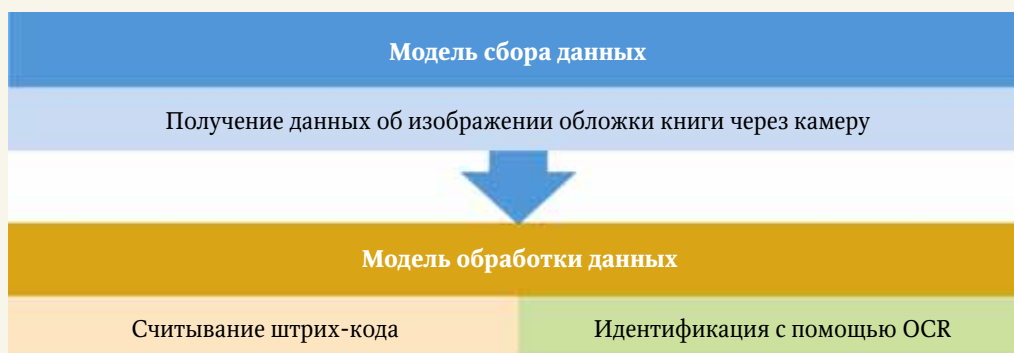 Модель сбора данных
Получение данных об изображении обложки книги через камеру
Модель обработки данных
Считывание штрих-кода
Идентификация с помощью OCR